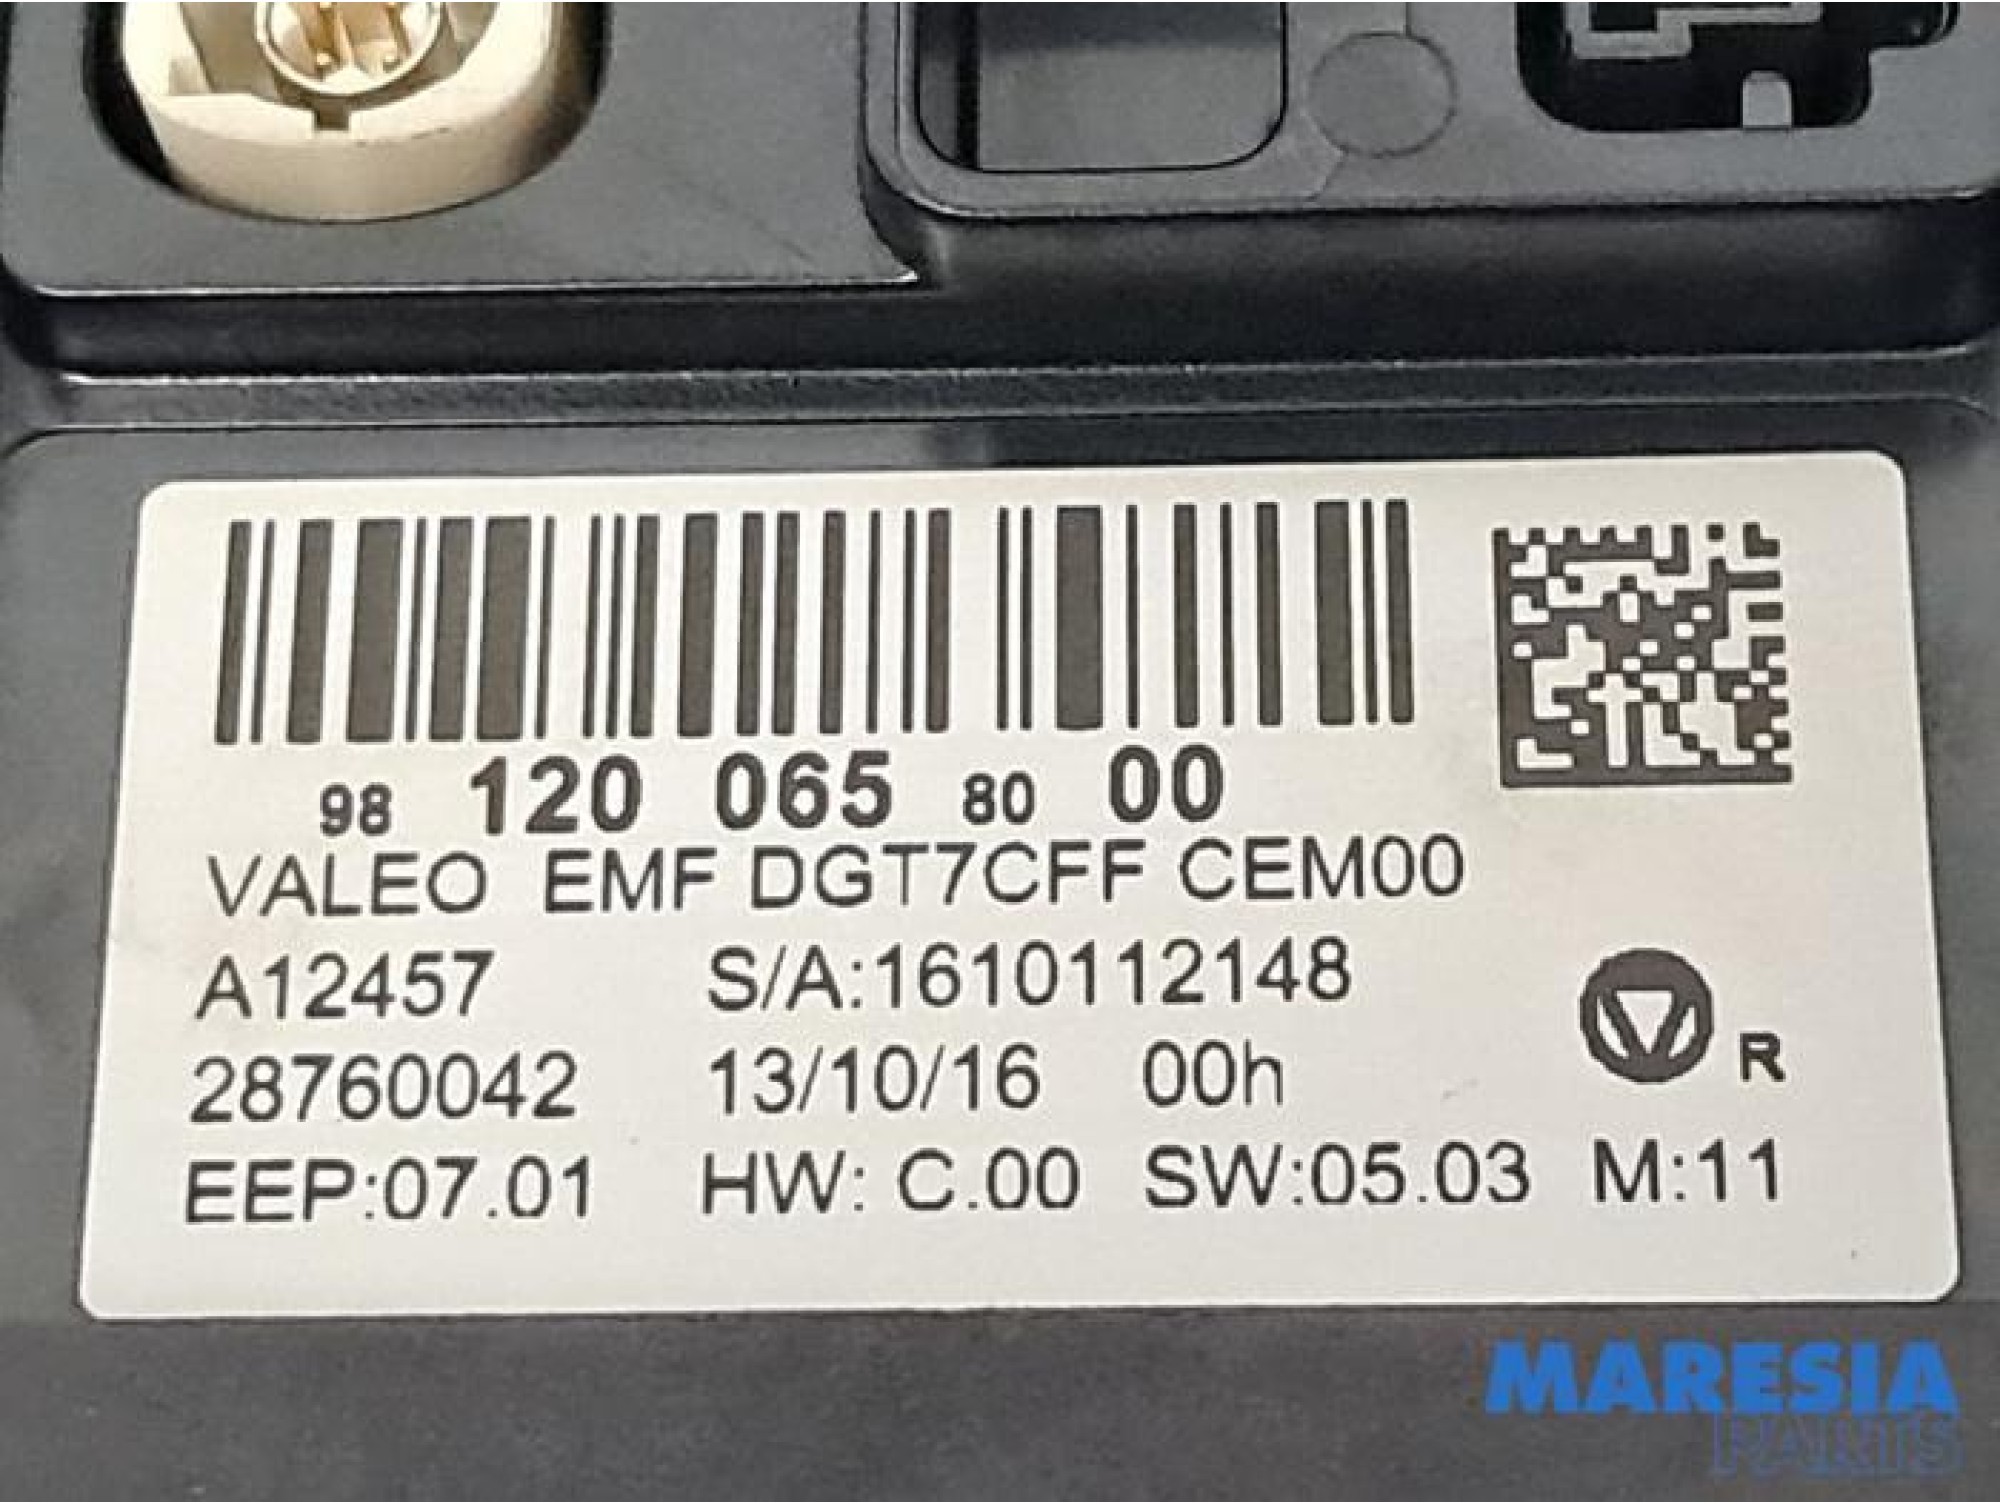 98 120 065 80 00
VALEO EMF DGT7CFF CEM00
A12457 S/A:1610112148
28760042 13/10/16 00h
R
EEP:07.01 HW: C.00 SW:05.03 M:11
MARESIA
PARTS